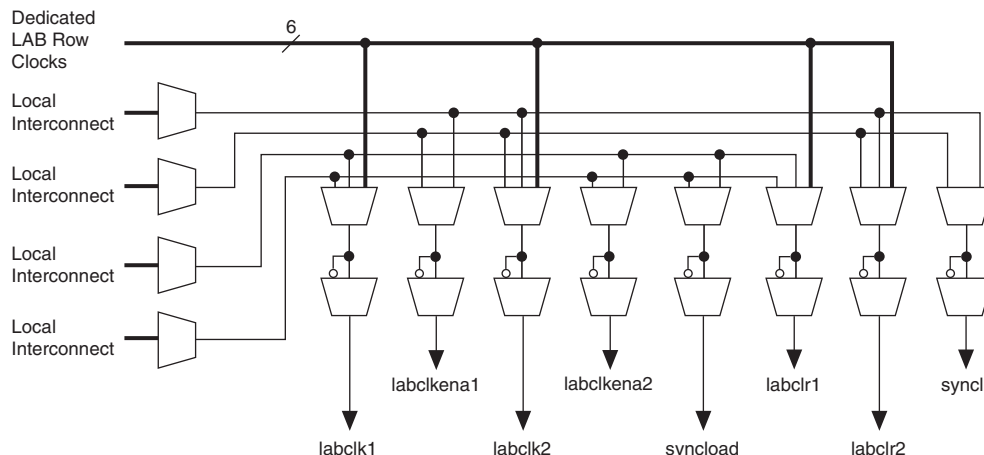 Dedicated
LAB Row
Clocks
6
Local
Interconnect
Local
Interconnect
Local
Interconnect
Local
Interconnect
labclkena1
labclkena2
labclr1
syncl
labclk1
labclk2
syncload
labclr2